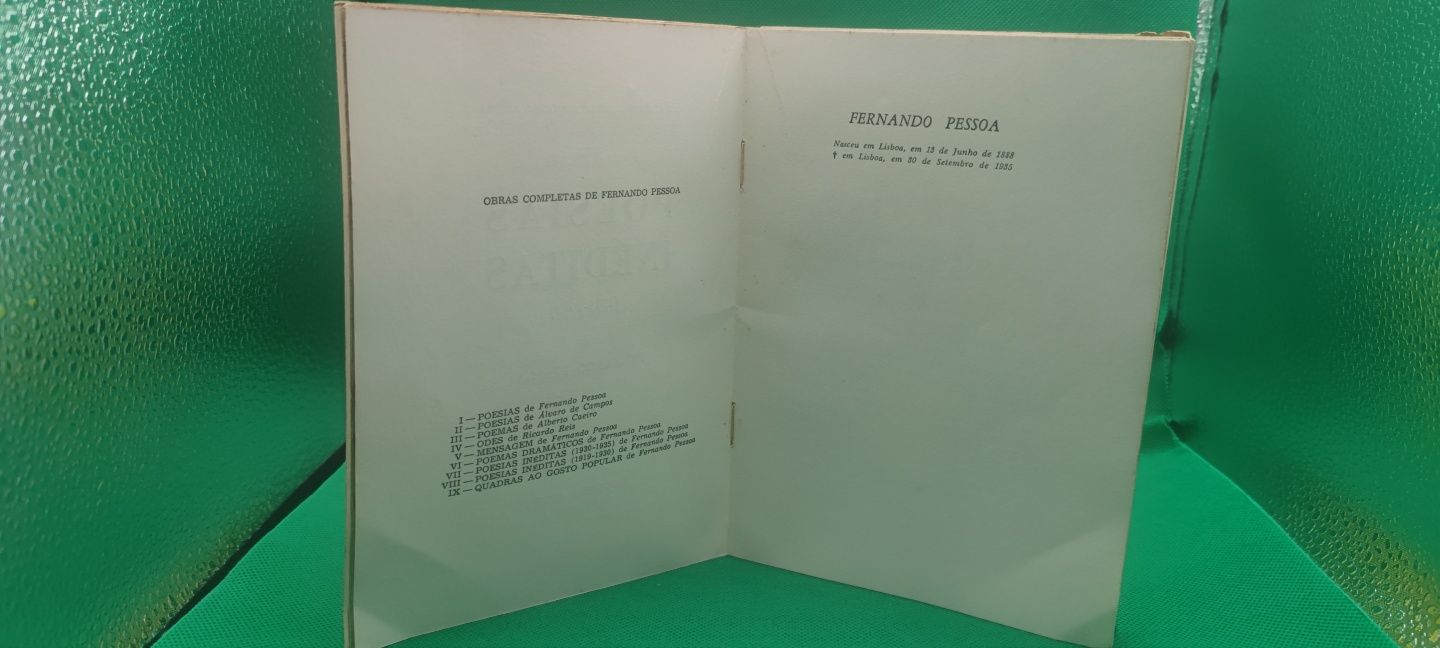 OBRAS COMPLETAS DE FERNANDO PESSOA
I — POESIAS de Fernando Pessoa
II — POESIAS de Álvaro de Campos
III — POEMAS de Alberto Caeiro
IV — ODES de Ricardo Reis
V — MENSAGEM de Fernando Pessoa
VI — POEMAS DRAMÁTICOS de Fernando Pessoa
VII — POESIAS INÉDITAS (1930-1935) de Fernando Pessoa
VIII — POESIAS INÉDITAS (1919-1930) de Fernando Pessoa
IX — QUADRAS AO GOSTO POPULAR de Fernando Pessoa
FERNANDO PESSOA
Nasceu em Lisboa, em 13 de Junho de 1888
† em Lisboa, em 30 de Setembro de 1935